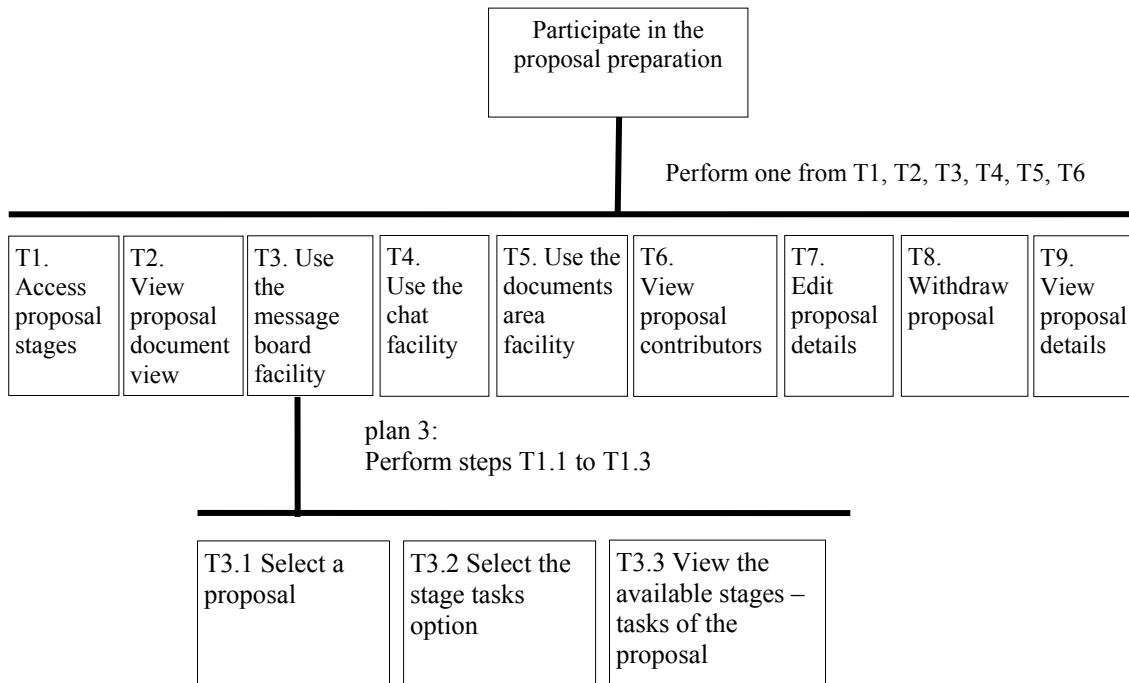 Participate in the
proposal preparation
Perform one from T1, T2, T3, T4, T5, T6
T1.
Access
proposal
stages
T2.
View
proposal
document
view
T3. Use
the
message
board
facility
T4.
Use the
chat
facility
T5. Use the
documents
area
facility
T6.
View
proposal
contributors
T7.
Edit
proposal
details
T8.
Withdraw
proposal
T9.
View
proposal
details
plan 3:
Perform steps T1.1 to T1.3
T3.1 Select a
proposal
T3.2 Select the
stage tasks
option
T3.3 View the
available stages –
tasks of the
proposal